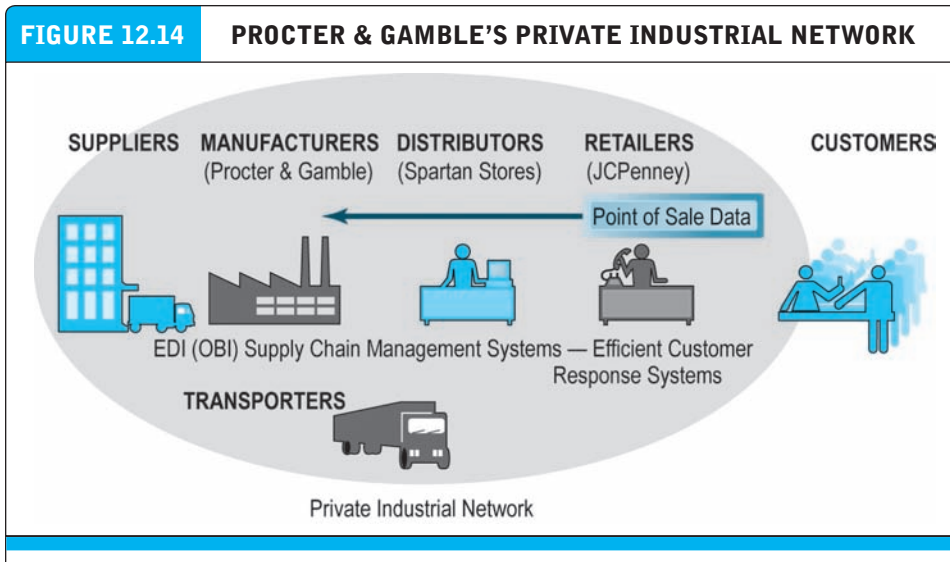 FIGURE 12.14 PROCTER & GAMBLE'S PRIVATE INDUSTRIAL NETWORK
SUPPLIERS MANUFACTURERS DISTRIBUTORS RETAILERS CUSTOMERS
(Procter & Gamble) (Spartan Stores) (JCPenney)
Point of Sale Data
EDI (OBI) Supply Chain Management Systems — Efficient Customer
Response Systems
TRANSPORTERS
Private Industrial Network